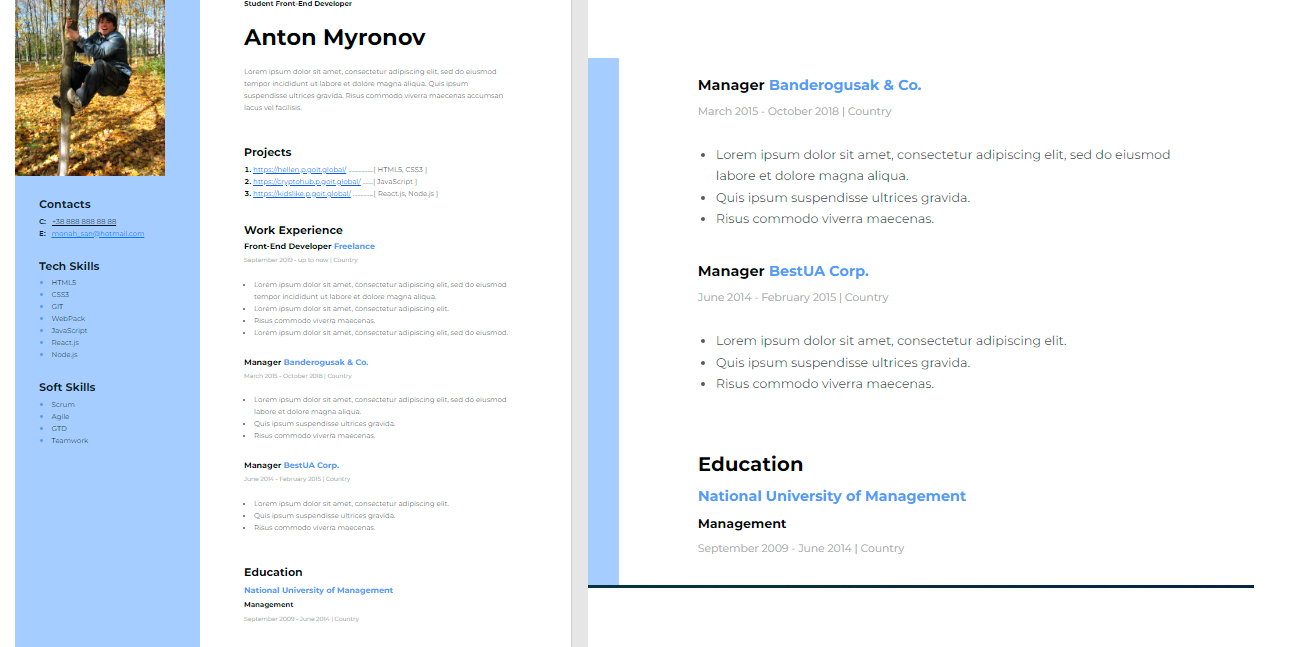 Student Front-End Developer
Anton Myronov
Lorem ipsum dolor sit amet, consectetur adipiscing elit, sed do eiusmod
tempor incididunt ut labore et dolore magna aliqua. Quis ipsum
suspendisse ultrices gravida. Risus commodo viverra maecenas accumsan
lacus vel facilisis.
Projects
1. https://hellen.p.goit.global/ ..............[ HTML5, CSS3 ]
2. https://cryptohub.p.goit.global/ ......[ JavaScript ]
3. https://kidslike.p.goit.global/ ............[ React.js, Node.js ]
Contacts
C: +38 888 888 88 88
E: monah_san@hotmail.com
Tech Skills
HTML5
CSS3
GIT
WebPack
JavaScript
React.js
Node.js
Soft Skills
Scrum
Agile
GTD
Teamwork
Work Experience
Front-End Developer Freelance
September 2019 - up to now | Country
• Lorem ipsum dolor sit amet, consectetur adipiscing elit, sed do eiusmod
tempor incididunt ut labore et dolore magna aliqua.
• Lorem ipsum dolor sit amet, consectetur adipiscing elit.
• Risus commodo viverra maecenas.
• Lorem ipsum dolor sit amet, consectetur adipiscing elit, sed do eiusmod.
Manager Banderogusak & Co.
March 2015 - October 2018 | Country
• Lorem ipsum dolor sit amet, consectetur adipiscing elit, sed do eiusmod
labore et dolore magna aliqua.
• Quis ipsum suspendisse ultrices gravida.
• Risus commodo viverra maecenas.
Manager BestUA Corp.
June 2014 - February 2015 | Country
• Lorem ipsum dolor sit amet, consectetur adipiscing elit.
• Quis ipsum suspendisse ultrices gravida.
• Risus commodo viverra maecenas.
Education
National University of Management
Management
September 2009 - June 2014 | Country
Manager Banderogusak & Co.
March 2015 - October 2018 | Country
• Lorem ipsum dolor sit amet, consectetur adipiscing elit, sed do eiusmod
labore et dolore magna aliqua.
• Quis ipsum suspendisse ultrices gravida.
• Risus commodo viverra maecenas.
Manager BestUA Corp.
June 2014 - February 2015 | Country
• Lorem ipsum dolor sit amet, consectetur adipiscing elit.
• Quis ipsum suspendisse ultrices gravida.
• Risus commodo viverra maecenas.
Education
National University of Management
Management
September 2009 - June 2014 | Country